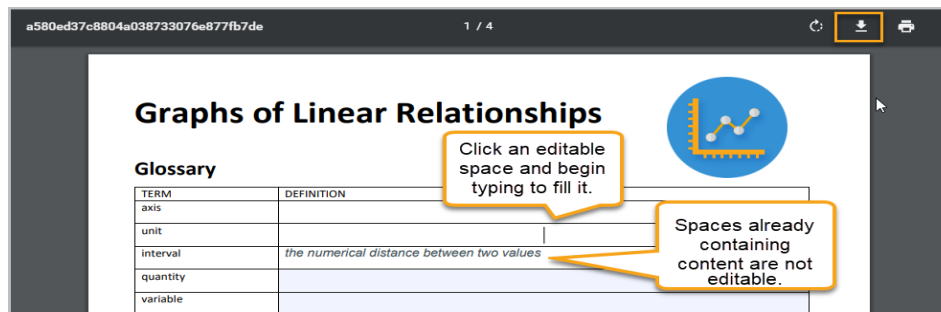 a580ed37c8804a038733076e877fb7de 1 / 4
Graphs of Linear Relationships
Click an editable
space and begin
typing to fill it.
Glossary
TERM DEFINITION
axis
unit
Spaces already
containing
content are not
editable.
interval the numerical distance between two values
quantity
variable